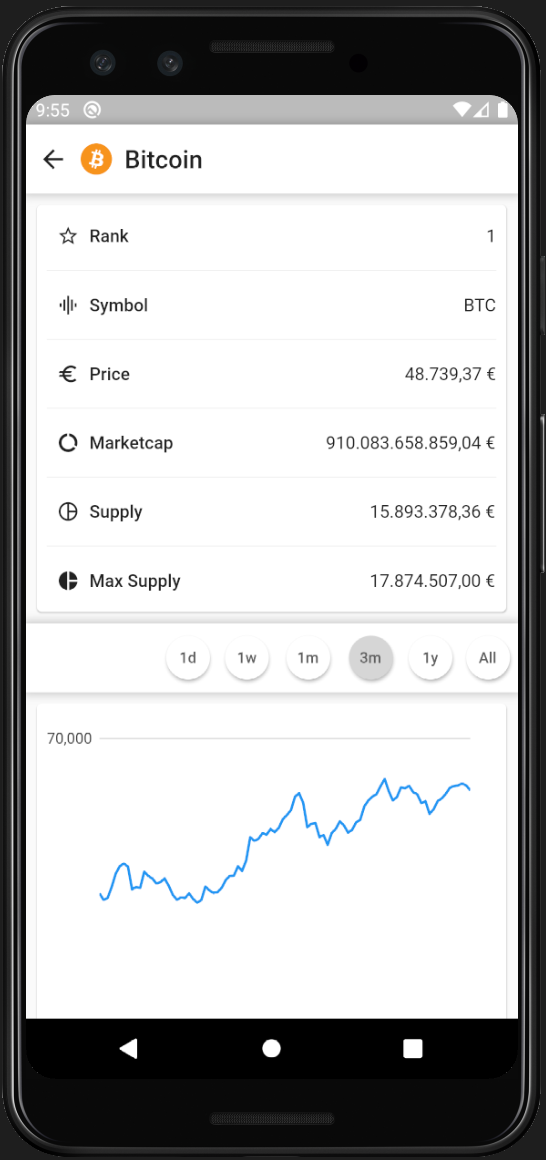 9:55
Bitcoin
Rank 1
Symbol BTC
Price 48.739,37 €
Marketcap 910.083.658.859,04 €
Supply 15.893.378,36 €
Max Supply 17.874.507,00 €
1d 1w 1m 3m 1y All
70,000